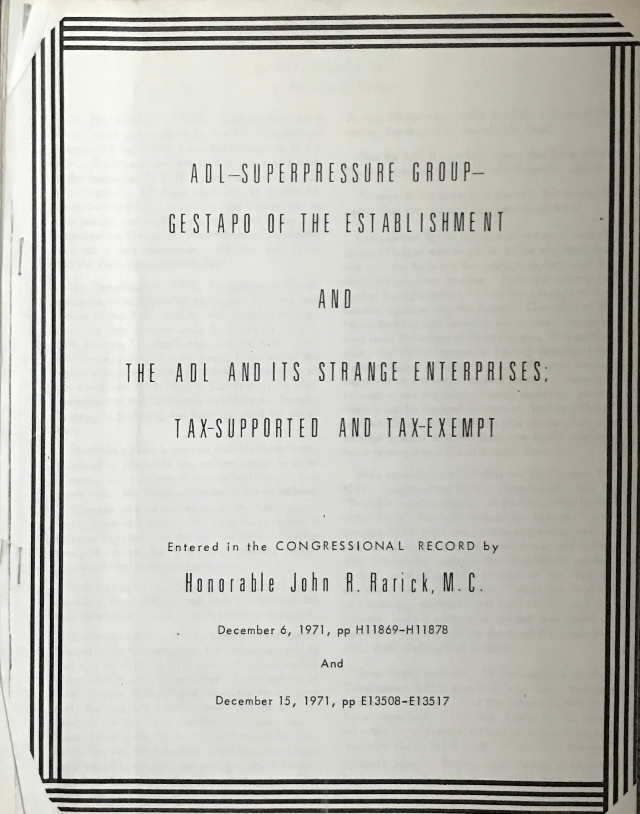 ADL—SUPERPRESSURE GROUP—
GESTAPO OF THE ESTABLISHMENT
AND
THE ADL AND ITS STRANGE ENTERPRISES;
TAX-SUPPORTED AND TAX-EXEMPT
Entered in the CONGRESSIONAL RECORD by
Honorable John R. Rarick, M.C.
December 6, 1971, pp H11869-H11878
And
December 15, 1971, pp E13508-E13517